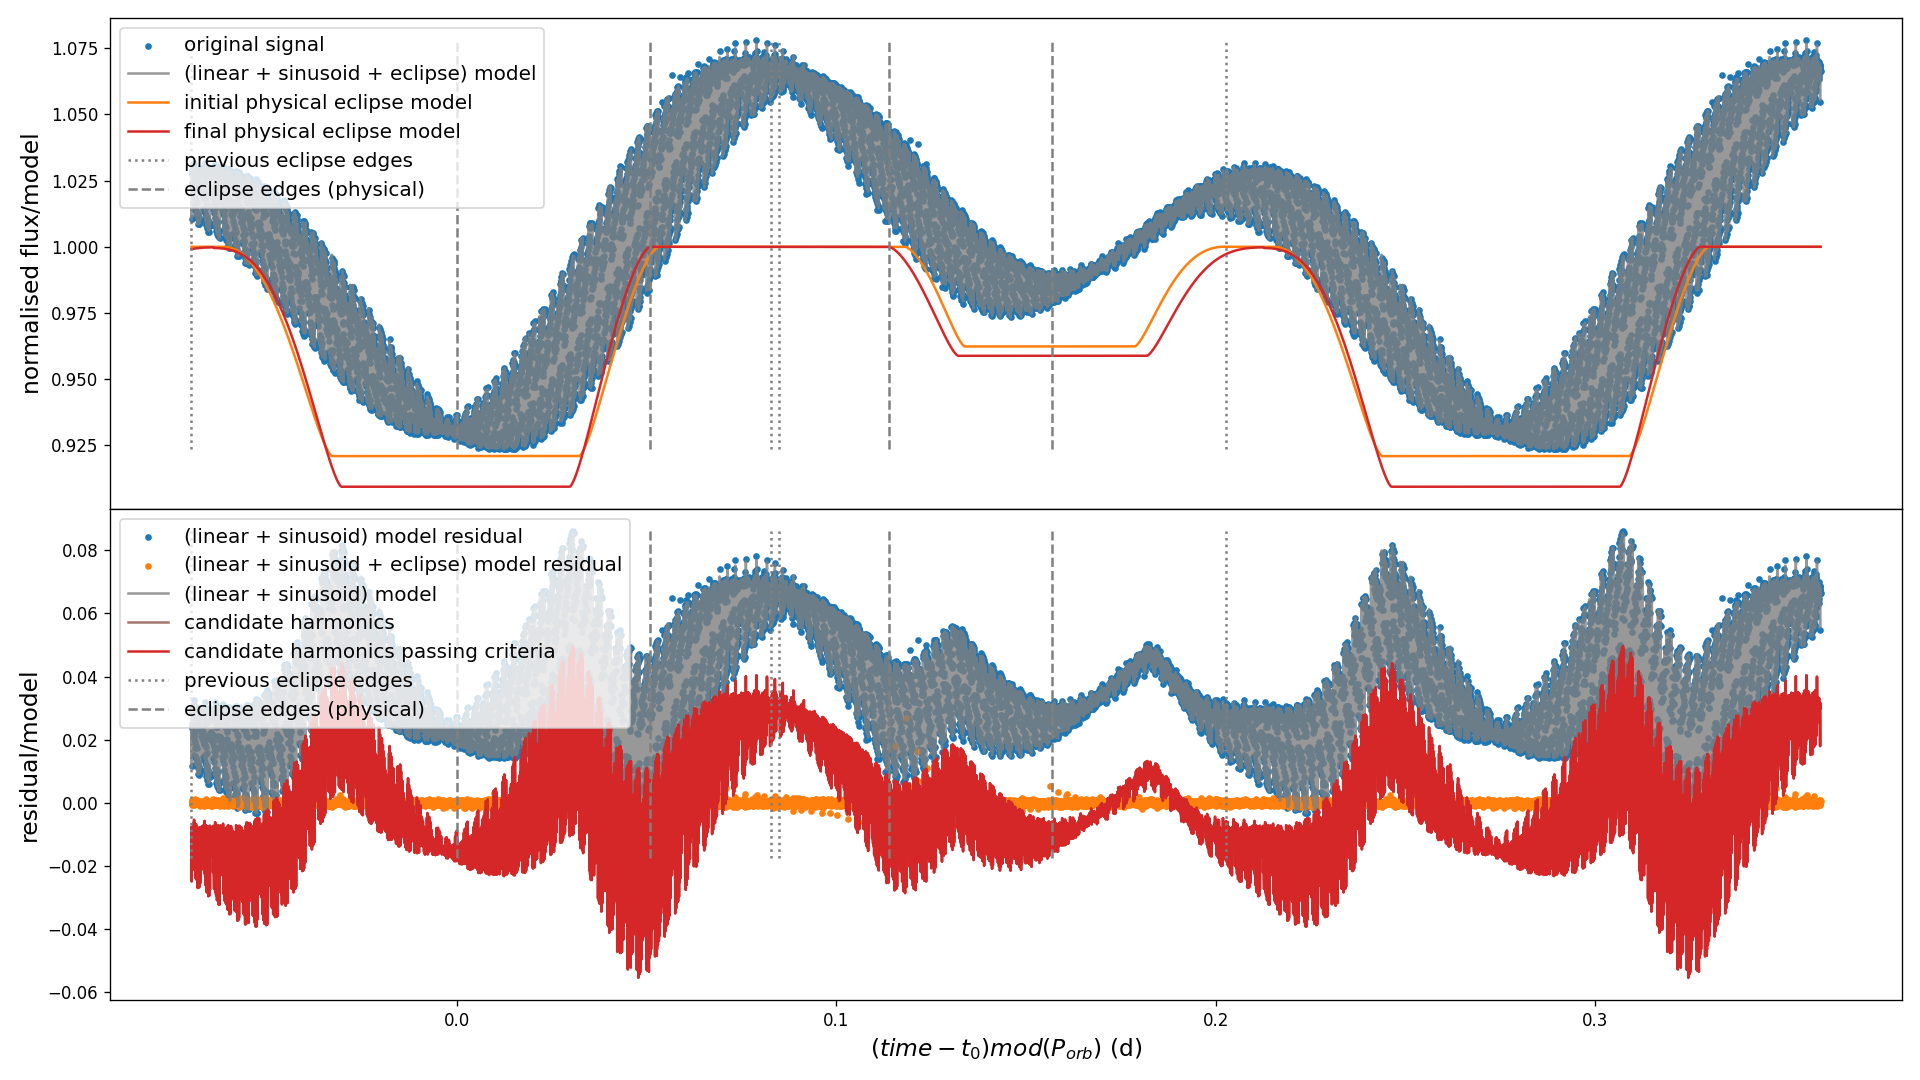 normalised flux/model
1.075
1.050
1.025
1.000
0.975
0.950
0.925
original signal
(linear + sinusoid + eclipse) model
initial physical eclipse model
final physical eclipse model
previous eclipse edges
eclipse edges (physical)
residual/model
0.08
0.06
0.04
0.02
0.00
−0.02
−0.04
−0.06
(linear + sinusoid) model residual
(linear + sinusoid + eclipse) model residual
(linear + sinusoid) model
candidate harmonics
candidate harmonics passing criteria
previous eclipse edges
eclipse edges (physical)
0.0 0.1 0.2 0.3
(time − t₀)mod(P_orb) (d)